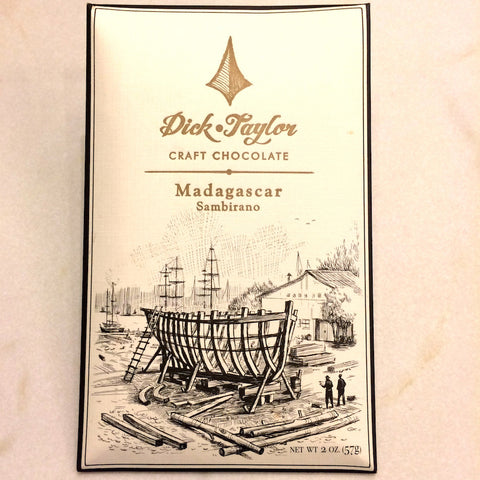 Dick • Taylor
CRAFT CHOCOLATE
Madagascar
Sambirano
NET WT 2 OZ. (57g)